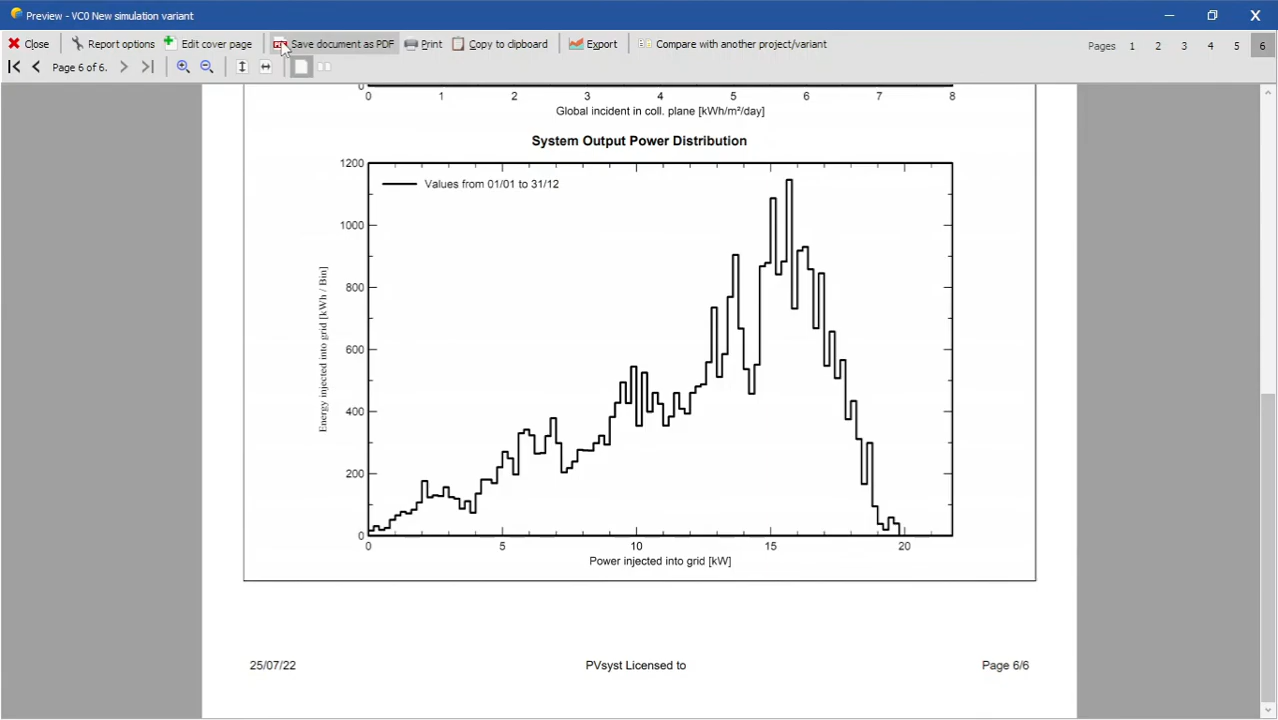 Preview - VC0 New simulation variant
Close Report options Edit cover page Save document as PDF Print Copy to clipboard Export Compare with another project/variant Pages 1 2 3 4 5 6
Page 6 of 6.
0
0 1 2 3 4 5 6 7 8
Global incident in coll. plane [kWh/m²/day]
System Output Power Distribution
1200
Values from 01/01 to 31/12
1000
800
600
400
200
0
Energy injected into grid [kWh / Bin]
0 5 10 15 20
Power injected into grid [kW]
25/07/22 PVsyst Licensed to Page 6/6